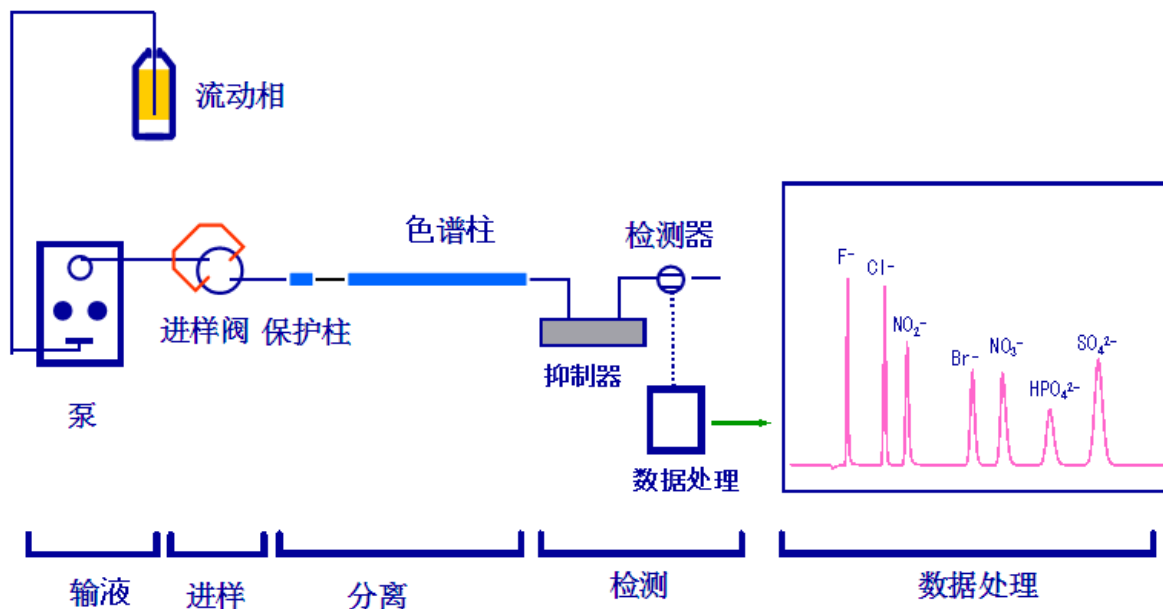 流动相
色谱柱
检测器
进样阀
保护柱
抑制器
泵
数据处理
F-
Cl-
NO₂-
Br-
NO₃-
HPO₄²-
SO₄²-
输液
进样
分离
检测
数据处理